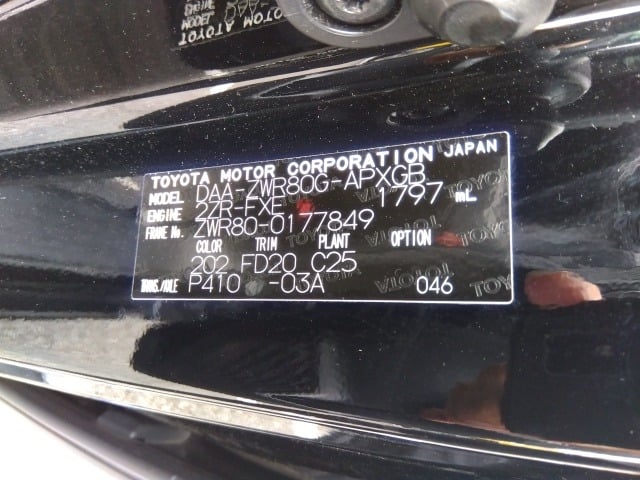 TOYOTA MOTOR CORPORATION JAPAN
MODEL DAA-ZWR80G-APXGB
ENGINE 2ZR-FXE 1797 mL
FRAME No. ZWR80-0177849
COLOR TRIM PLANT OPTION
202 FD20 C25
TRANS./AXLE P410 -03A 046